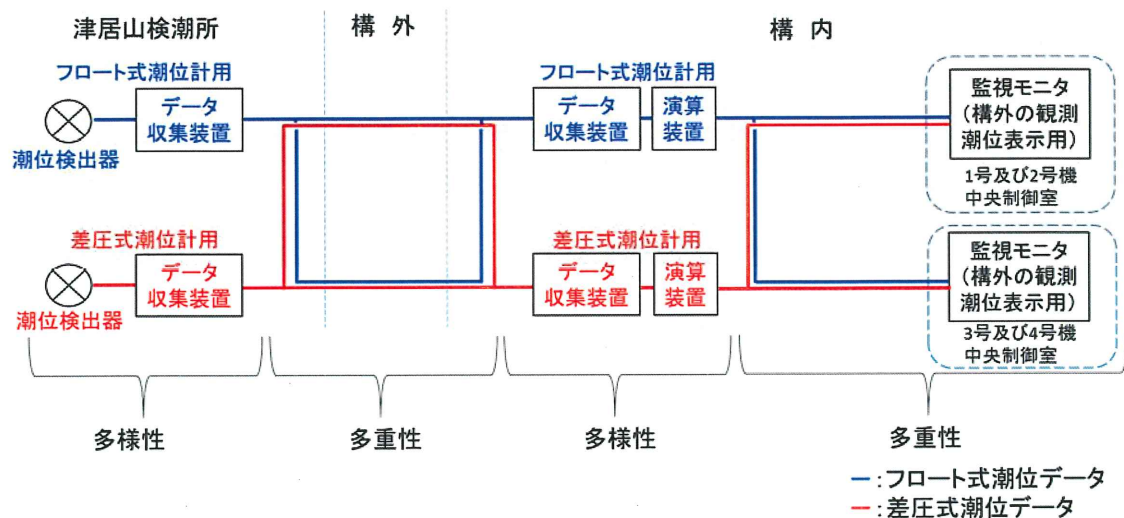 津居山検潮所
構 外
構 内
フロート式潮位計用
データ
収集装置
潮位検出器
フロート式潮位計用
データ
収集装置
演算
装置
監視モニタ
(構外の観測
潮位表示用)
1号及び2号機
中央制御室
差圧式潮位計用
データ
収集装置
潮位検出器
差圧式潮位計用
データ
収集装置
演算
装置
監視モニタ
(構外の観測
潮位表示用)
3号及び4号機
中央制御室
多様性
多重性
多様性
多重性
:フロート式潮位データ
:差圧式潮位データ